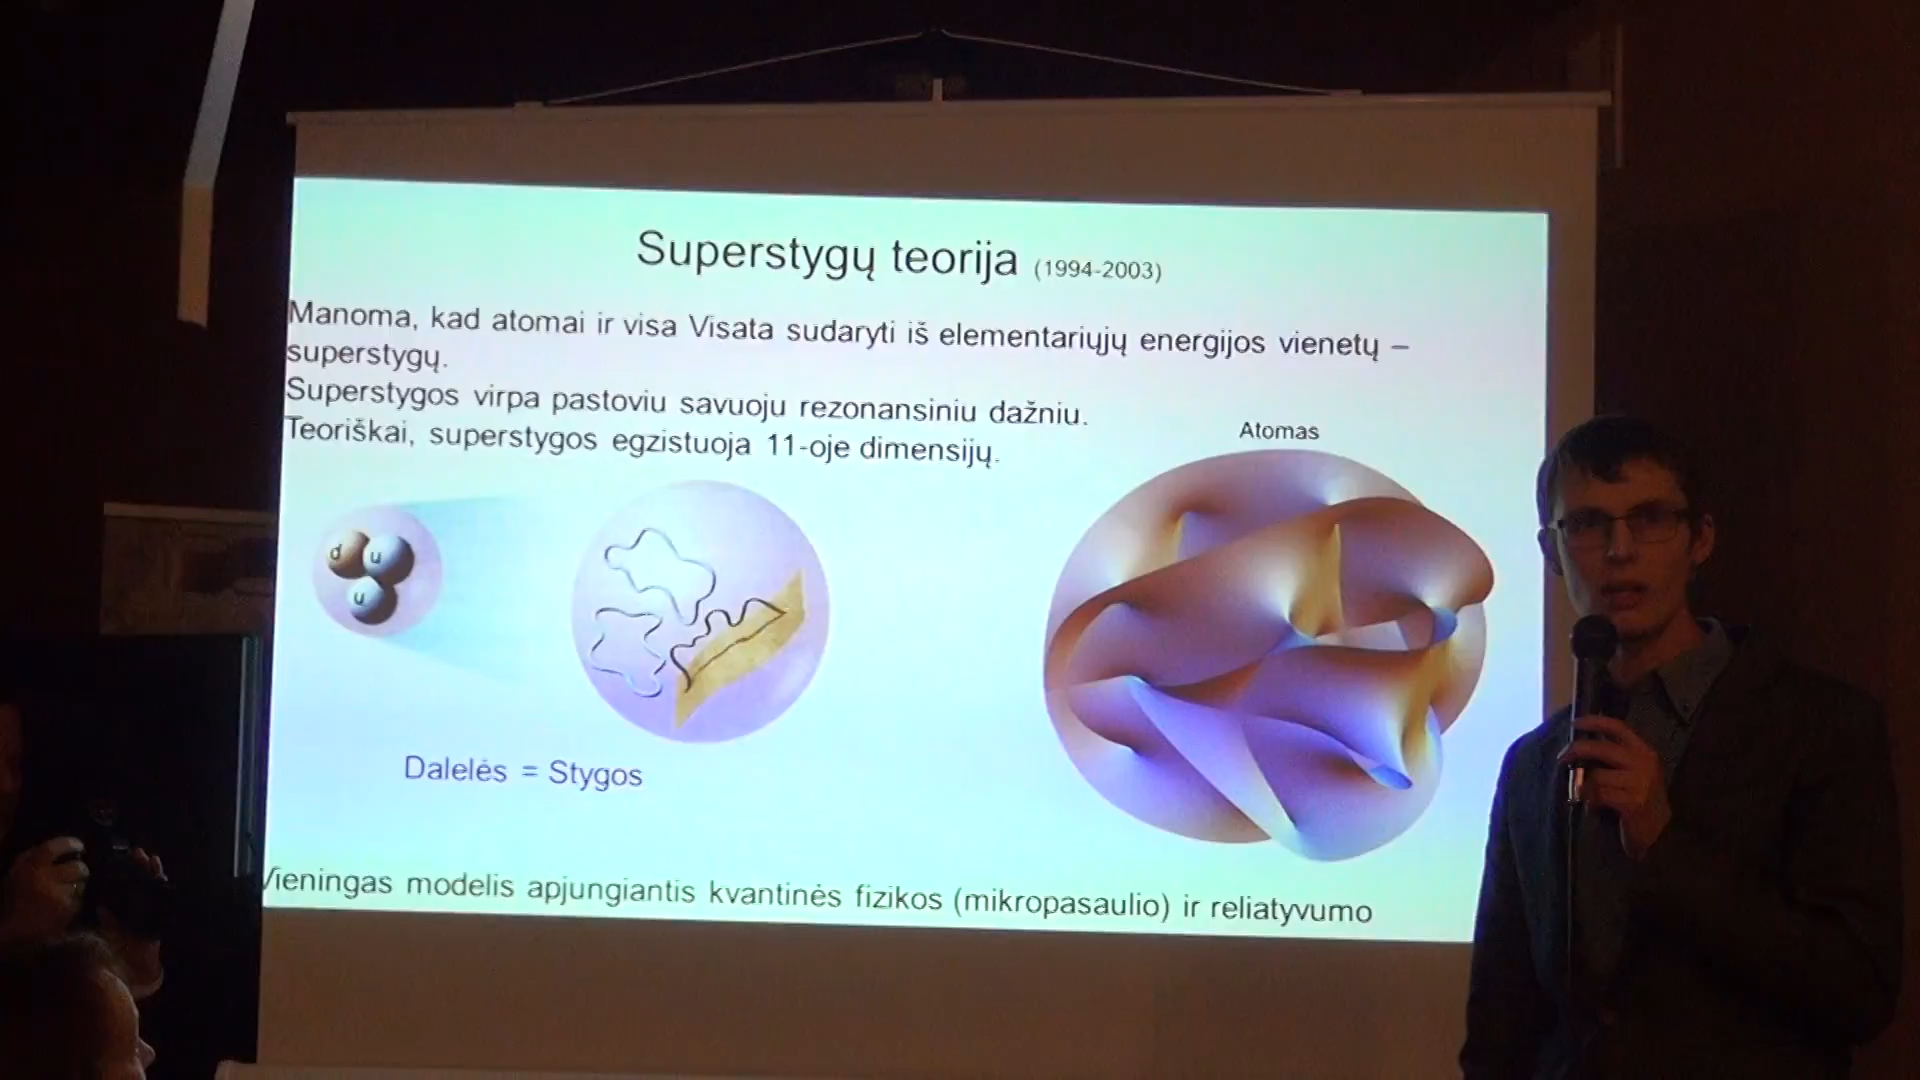 Superstygų teorija (1994-2003)
Manoma, kad atomai ir visa Visata sudaryti iš elementariųjų energijos vienetų –
superstygų.
Superstygos virpa pastoviu savuoju rezonansiniu dažniu.
Teoriškai, superstygos egzistuoja 11-oje dimensijų.
Atomas
d
u
u
Dalelės = Stygos
Vieningas modelis apjungiantis kvantinės fizikos (mikropasaulio) ir reliatyvumo